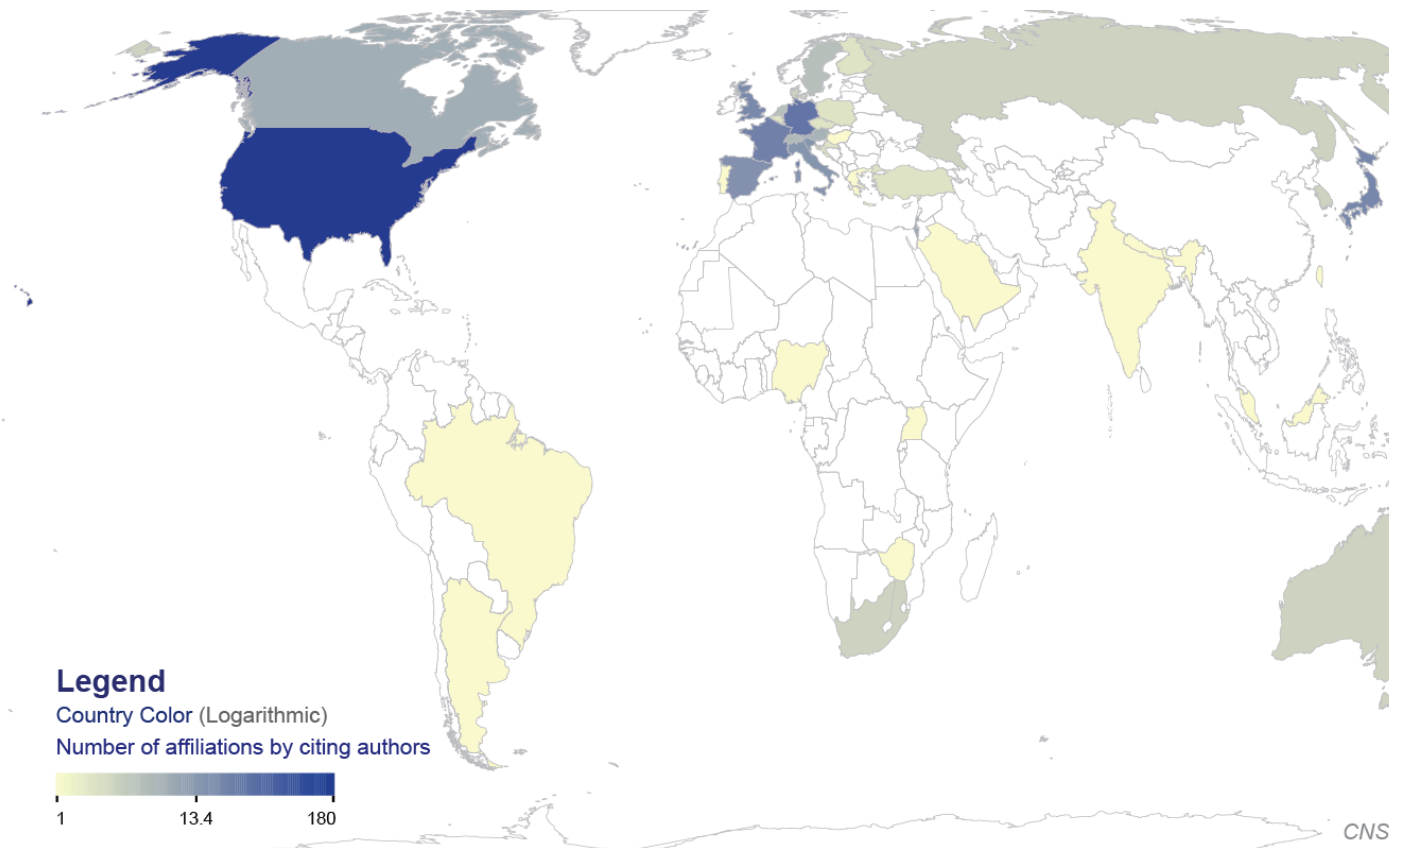 Legend
Country Color (Logarithmic)
Number of affiliations by citing authors
1 13.4 180
CNS